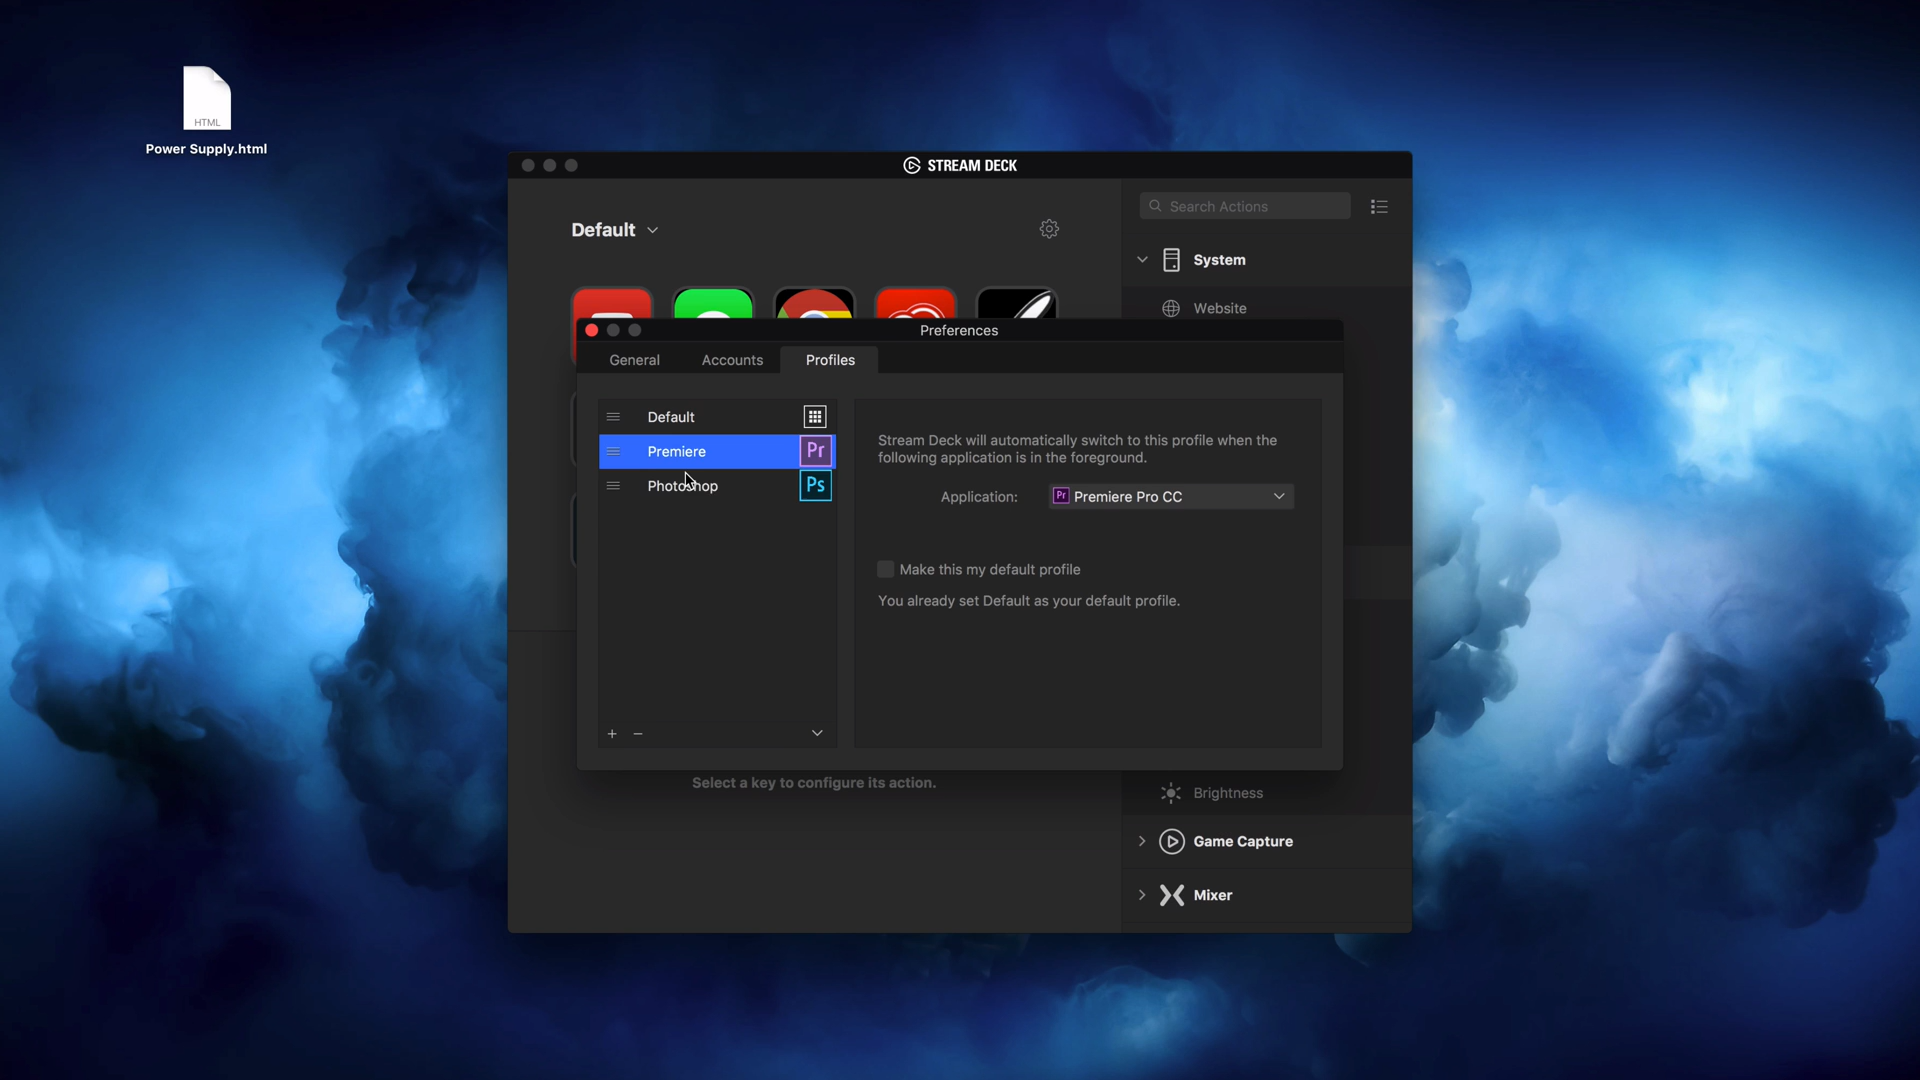 HTML
Power Supply.html
STREAM DECK
Default
Search Actions
System
Website
Preferences
General
Accounts
Profiles
Default
Premiere
Pr
Photoshop
Ps
Stream Deck will automatically switch to this profile when the
following application is in the foreground.
Application:
Pr
Premiere Pro CC
Make this my default profile
You already set Default as your default profile.
Select a key to configure its action.
Brightness
Game Capture
Mixer